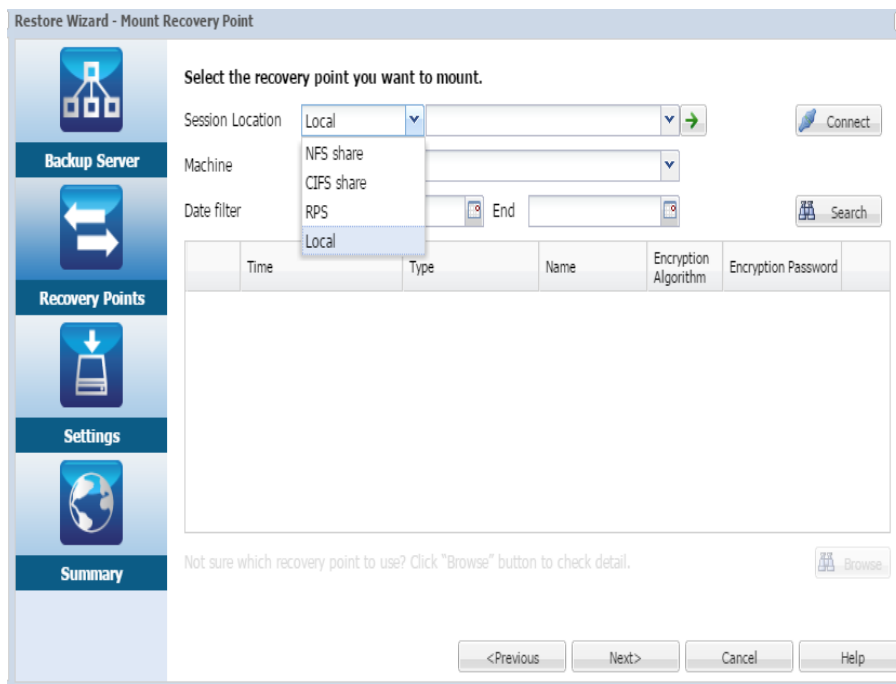 Restore Wizard - Mount Recovery Point
Backup Server
Recovery Points
Settings
Summary
Select the recovery point you want to mount.
Session Location Local Connect
NFS share
CIFS share
RPS
Local
Machine
Date filter End Search
Time Type Name Encryption Algorithm Encryption Password
Not sure which recovery point to use? Click "Browse" button to check detail. Browse
<Previous Next> Cancel Help